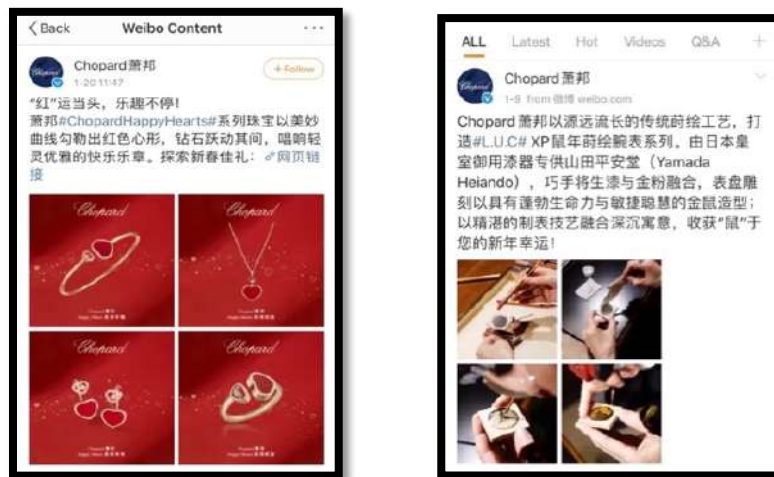 Back
Weibo Content
...
Chopard萧邦
1-20 11:47
+Follow
“红”运当头，乐趣不停!
萧邦#ChopardHappyHearts#系列珠宝以美妙
曲线勾勒出红色心形，钻石跃动其间，唱响轻
灵优雅的快乐乐章。探索新春佳礼：网页链
接
Chopard
Chopard
Chopard
Chopard
ALL
Latest
Hot
Videos
Q&A
+
Chopard萧邦
1-9 from 微博 weibo.com
Chopard 萧邦以源远流长的传统莳绘工艺，打
造#L.U.C# XP鼠年莳绘腕表系列。由日本皇
室御用漆器专供山田平安堂（Yamada
Heiando），巧手将生漆与金粉融合，表盘雕
刻以具有蓬勃生命力与敏捷聪慧的金鼠造型；
以精湛的制表技艺融合深沉寓意，收获“鼠”于
您的新年幸运!